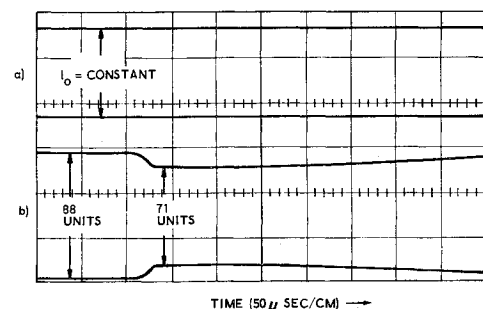 a)
I₀ = CONSTANT
b)
88
UNITS
71
UNITS
TIME (50 μ SEC/CM) →